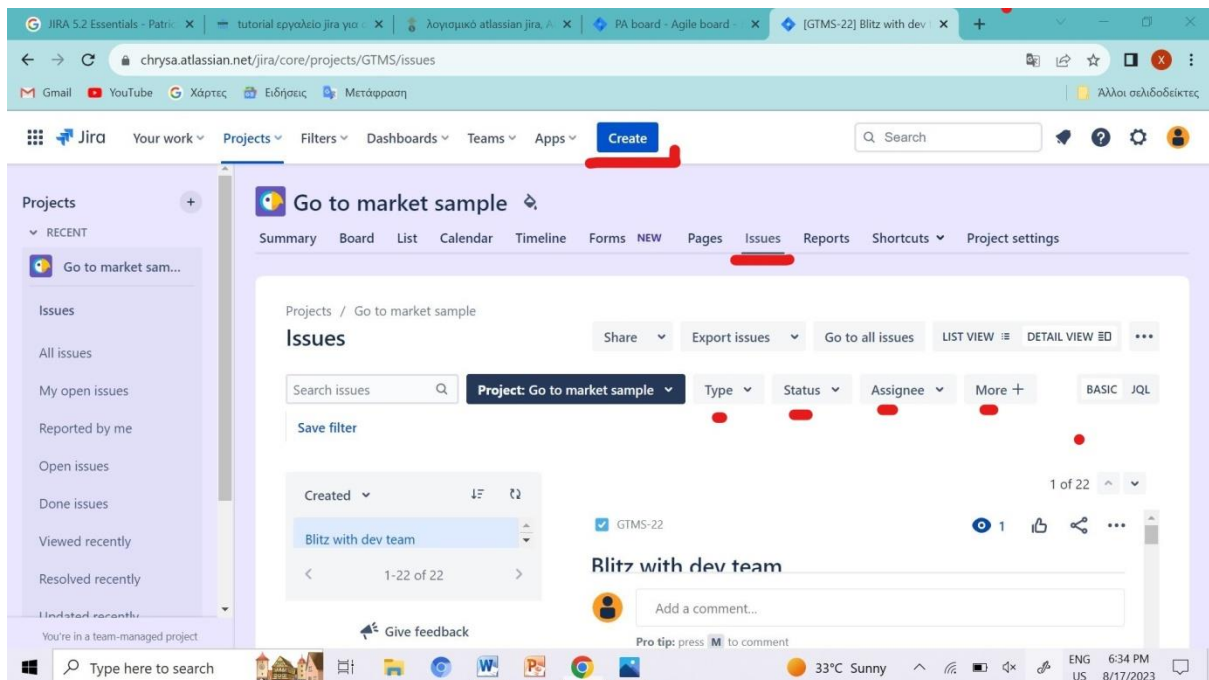 JIRA 5.2 Essentials - Patric
tutorial εργαλείο jira για
λογισμικό atlassian jira, A
PA board - Agile board -
[GTMS-22] Blitz with dev
chrysa.atlassian.net/jira/core/projects/GTMS/issues
X
Gmail YouTube Χάρτες Ειδήσεις Μετάφραση Άλλοι σελιδοδείκτες
Jira Your work Projects Filters Dashboards Teams Apps Create Search
Projects
RECENT
Go to market sam...
Issues
All issues
My open issues
Reported by me
Open issues
Done issues
Viewed recently
Resolved recently
Updated recently
You're in a team-managed project
Go to market sample
Summary Board List Calendar Timeline Forms NEW Pages Issues Reports Shortcuts Project settings
Projects / Go to market sample
Issues Share Export issues Go to all issues LIST VIEW DETAIL VIEW
Search issues Project: Go to market sample Type Status Assignee More + BASIC JQL
Save filter
Created
Blitz with dev team
1-22 of 22
Give feedback
1 of 22
GTMS-22 1
Blitz with dev team
Add a comment...
Pro tip: press M to comment
Type here to search 33°C Sunny ENG 6:34 PM
US 8/17/2023